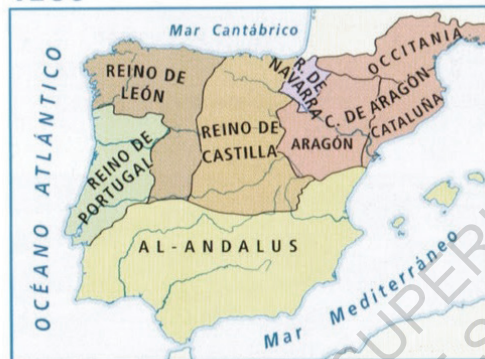 Mar Cantábrico
OCÉANO ATLÁNTICO
REINO DE
LEÓN
R. DE
NAVARRA
OCCITANIA
C. DE ARAGÓN-
CATALUÑA
ARAGÓN
REINO DE
CASTILLA
REINO DE
PORTUGAL
AL-ANDALUS
Mar Mediterráneo